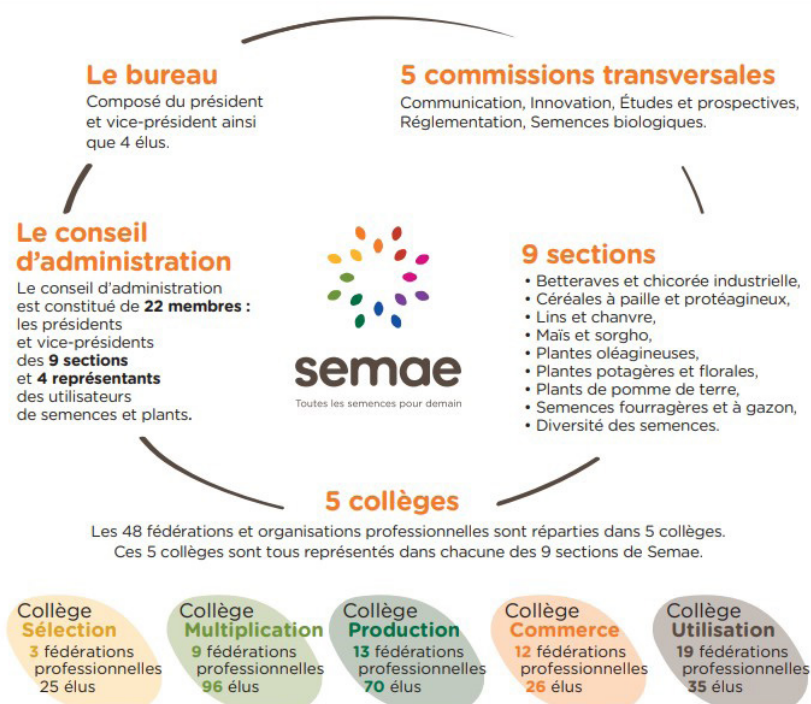 Le bureau
Composé du président
et vice-président ainsi
que 4 élus.
5 commissions transversales
Communication, Innovation, Études et prospectives,
Réglementation, Semences biologiques.
Le conseil
d'administration
Le conseil d'administration
est constitué de 22 membres :
les présidents
et vice-présidents
des 9 sections
et 4 représentants
des utilisateurs
de semences et plants.
semae
Toutes les semences pour demain
9 sections
• Betteraves et chicorée industrielle,
• Céréales à paille et protéagineux,
• Lins et chanvre,
• Maïs et sorgho,
• Plantes oléagineuses,
• Plantes potagères et florales,
• Plants de pomme de terre,
• Semences fourragères et à gazon,
• Diversité des semences.
5 collèges
Les 48 fédérations et organisations professionnelles sont réparties dans 5 collèges.
Ces 5 collèges sont tous représentés dans chacune des 9 sections de Semae.
Collège
Sélection
3 fédérations
professionnelles
25 élus
Collège
Multiplication
9 fédérations
professionnelles
96 élus
Collège
Production
13 fédérations
professionnelles
70 élus
Collège
Commerce
12 fédérations
professionnelles
26 élus
Collège
Utilisation
19 fédérations
professionnelles
35 élus